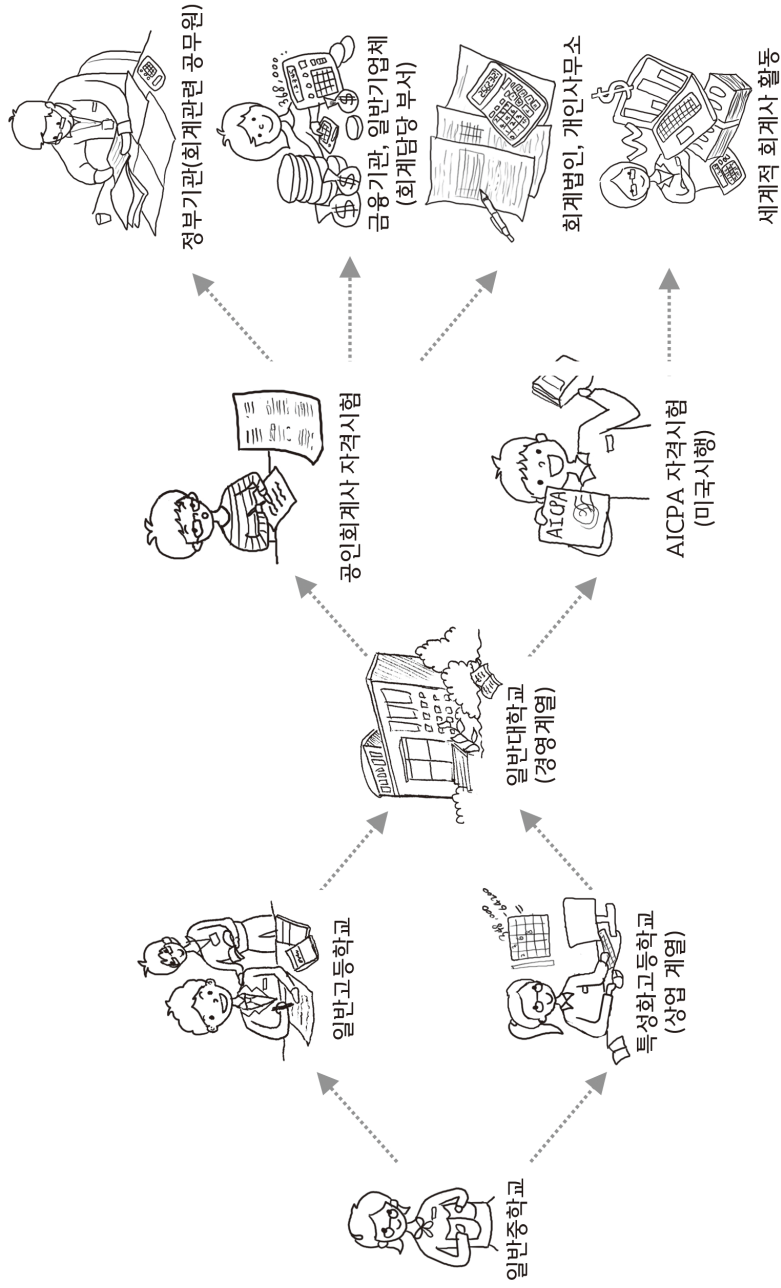 일반중학교
일반고등학교
특성화고등학교
(상업 계열)
일반대학교
(경영계열)
공인회계사 자격시험
AICPA
AICPA 자격시험
(미국시행)
정부기관(회계관련 공무원)
금융기관, 일반기업체
(회계담당 부서)
회계법인, 개인사무소
세계적 회계사 활동